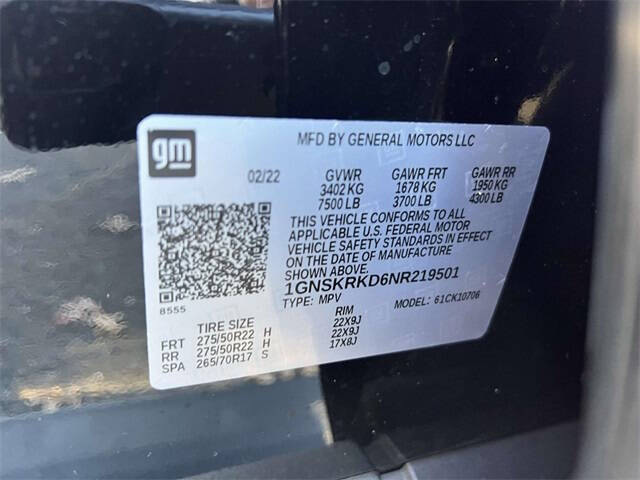 gm
MFD BY GENERAL MOTORS LLC
02/22 GVWR GAWR FRT GAWR RR
3402 KG 1678 KG 1950 KG
7500 LB 3700 LB 4300 LB
THIS VEHICLE CONFORMS TO ALL
APPLICABLE U.S. FEDERAL MOTOR
VEHICLE SAFETY STANDARDS IN EFFECT
ON THE DATE OF MANUFACTURE
SHOWN ABOVE.
1GNSKRKD6NR219501
8555
TYPE: MPV MODEL: 61CK10706
TIRE SIZE RIM
FRT 275/50R22 H 22X9J
RR 275/50R22 H 22X9J
SPA 265/70R17 S 17X8J